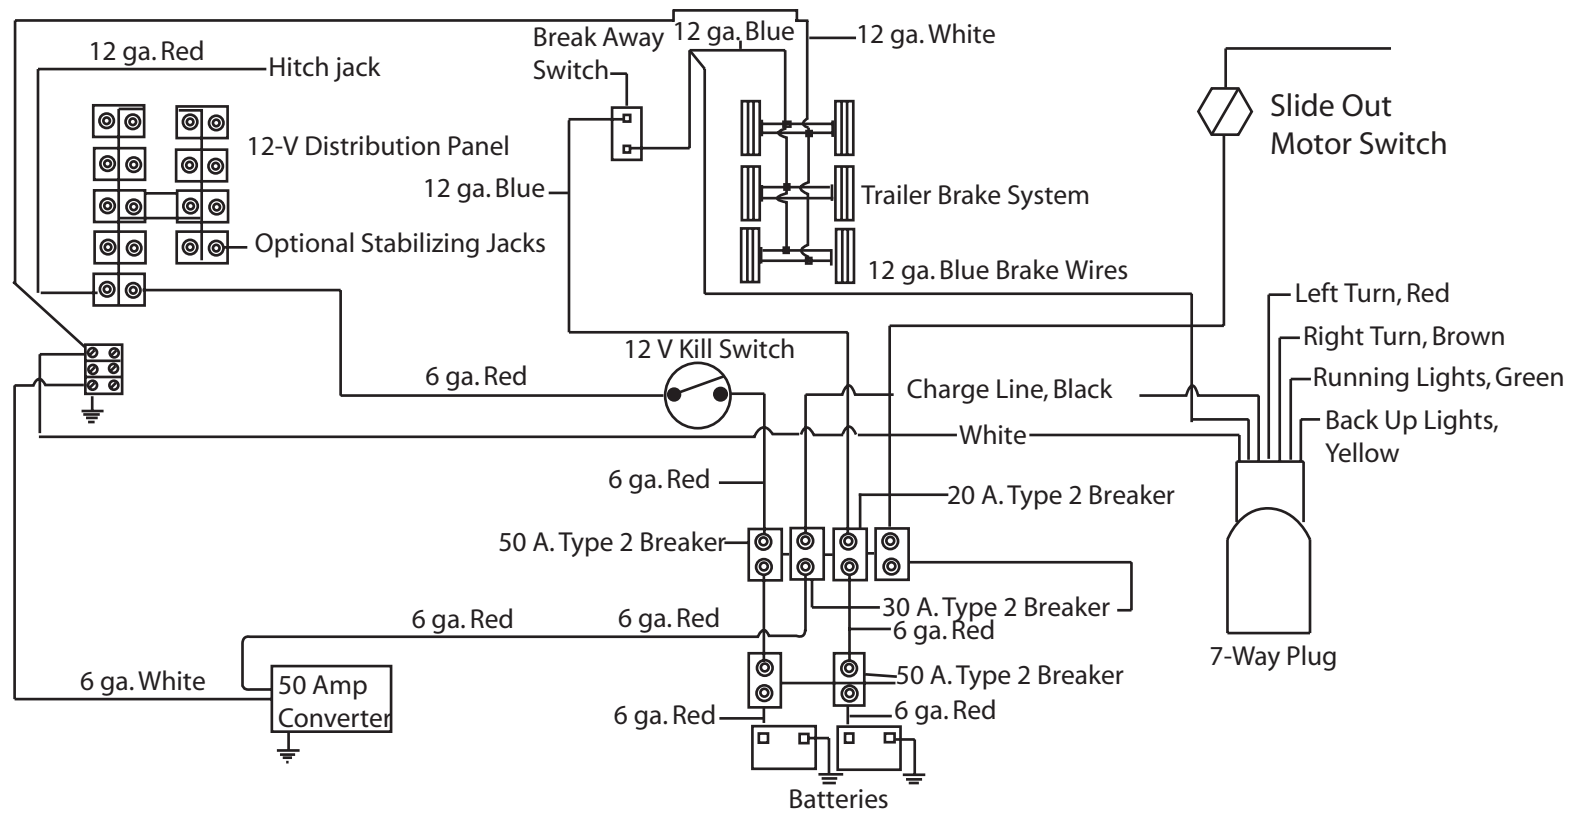 12 ga. Red
Hitch jack
Break Away
Switch
12 ga. Blue
12 ga. White
Slide Out
Motor Switch
12-V Distribution Panel
12 ga. Blue
Trailer Brake System
Optional Stabilizing Jacks
12 ga. Blue Brake Wires
Left Turn, Red
Right Turn, Brown
12 V Kill Switch
6 ga. Red
Charge Line, Black
Running Lights, Green
Back Up Lights,
Yellow
White
6 ga. Red
20 A. Type 2 Breaker
50 A. Type 2 Breaker
30 A. Type 2 Breaker
6 ga. Red
6 ga. Red
6 ga. Red
7-Way Plug
6 ga. White
50 Amp
Converter
50 A. Type 2 Breaker
6 ga. Red
6 ga. Red
Batteries